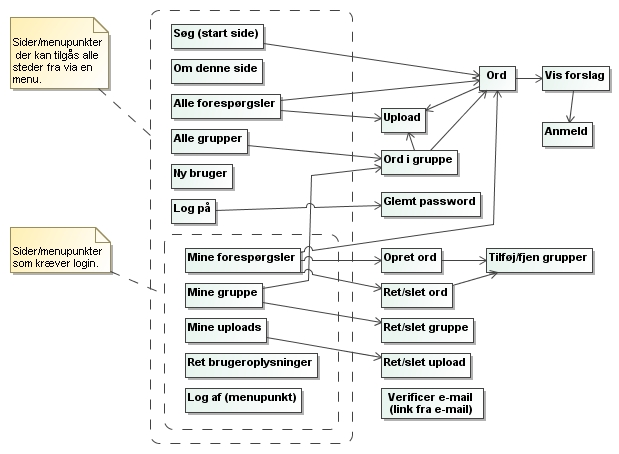 Sider/menupunkter
der kan tilgås alle
steder fra via en
menu.
Sider/menupunkter
som kræver login.
Søg (start side)
Om denne side
Alle forespørgsler
Alle grupper
Ny bruger
Log på
Mine forespørgsler
Mine gruppe
Mine uploads
Ret brugeroplysninger
Log af (menupunkt)
Upload
Ord i gruppe
Glemt password
Opret ord
Ret/slet ord
Ret/slet gruppe
Ret/slet upload
Verificer e-mail
(link fra e-mail)
Ord
Vis forslag
Anmeld
Tilføj/fjen grupper